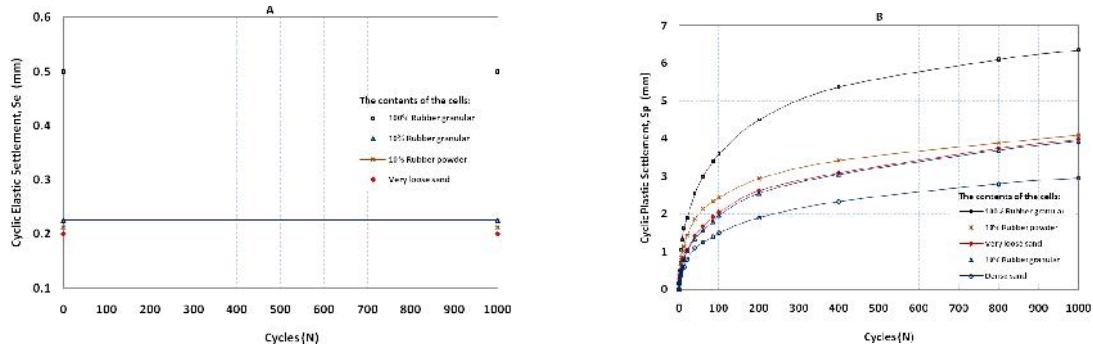 A
Cyclic Elastic Settlement, Se (mm)
0.6
0.5
0.4
0.3
0.2
0.1
0 100 200 300 400 500 600 700 800 900 1000
Cycles (N)
The contents of the cells:
100% Rubber granular
10% Rubber granular
10% Rubber powder
Very loose sand
B
Cyclic Plastic Settlement, Sp (mm)
7
6
5
4
3
2
1
0
0 100 200 300 400 500 600 700 800 900 1000
Cycles (N)
The contents of the cells:
100% Rubber granular
10% Rubber powder
Very loose sand
10% Rubber granular
Dense sand